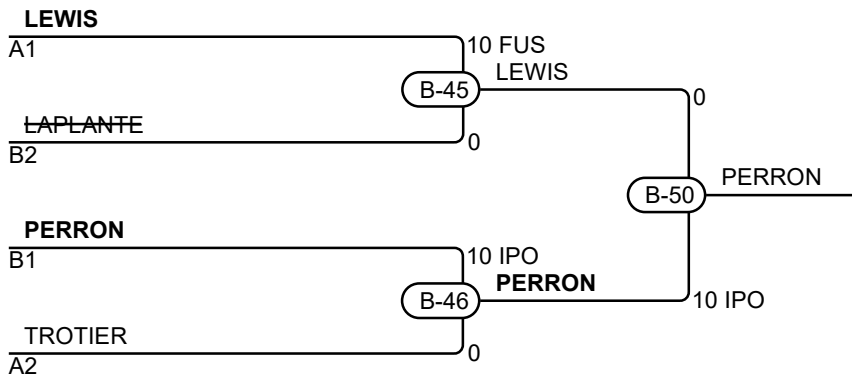 LEWIS
A1
10 FUS
LEWIS
B-45
0
LAPLANTE
B2
0
B-50
PERRON
PERRON
B1
10 IPO
PERRON
B-46
10 IPO
TROTIER
A2
0